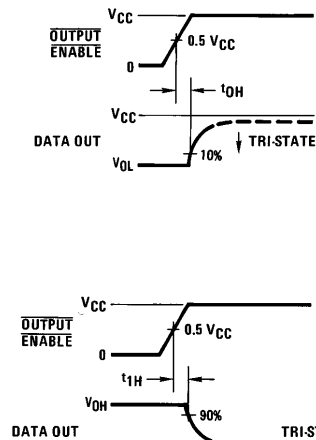 VCC
OUTPUT
ENABLE
0.5 VCC
0
tOH
VCC
DATA OUT
TRI-STATE
10%
VOL
VCC
OUTPUT
ENABLE
0.5 VCC
0
t1H
VOH
90%
DATA OUT